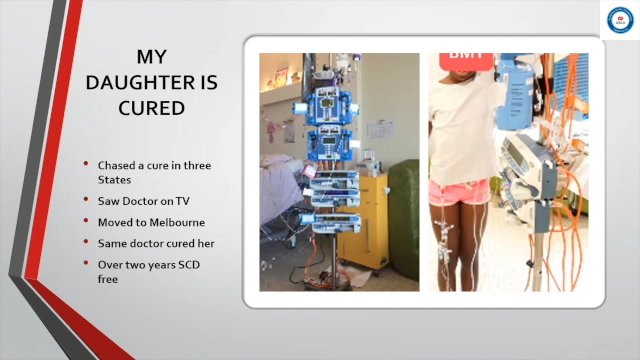 MY
DAUGHTER IS
CURED
Chased a cure in three
States
Saw Doctor on TV
Moved to Melbourne
Same doctor cured her
Over two years SCD
free
BMT